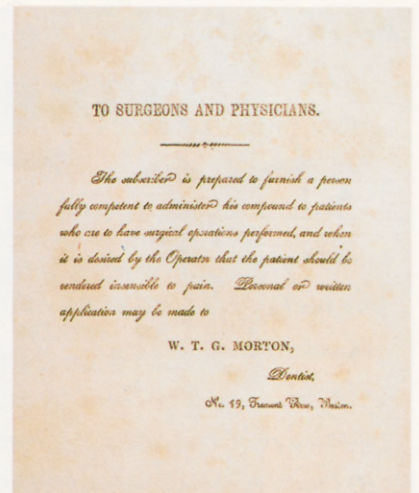 TO SURGEONS AND PHYSICIANS.
The subscriber is prepared to furnish a person
fully competent to administer his compound to patients
who are to have surgical operations performed, and when
it is desired by the Operator that the patient should be
rendered insensible to pain. Personal or written
application may be made to
W. T. G. MORTON,
Dentist,
No. 19, Tremont Row, Boston.